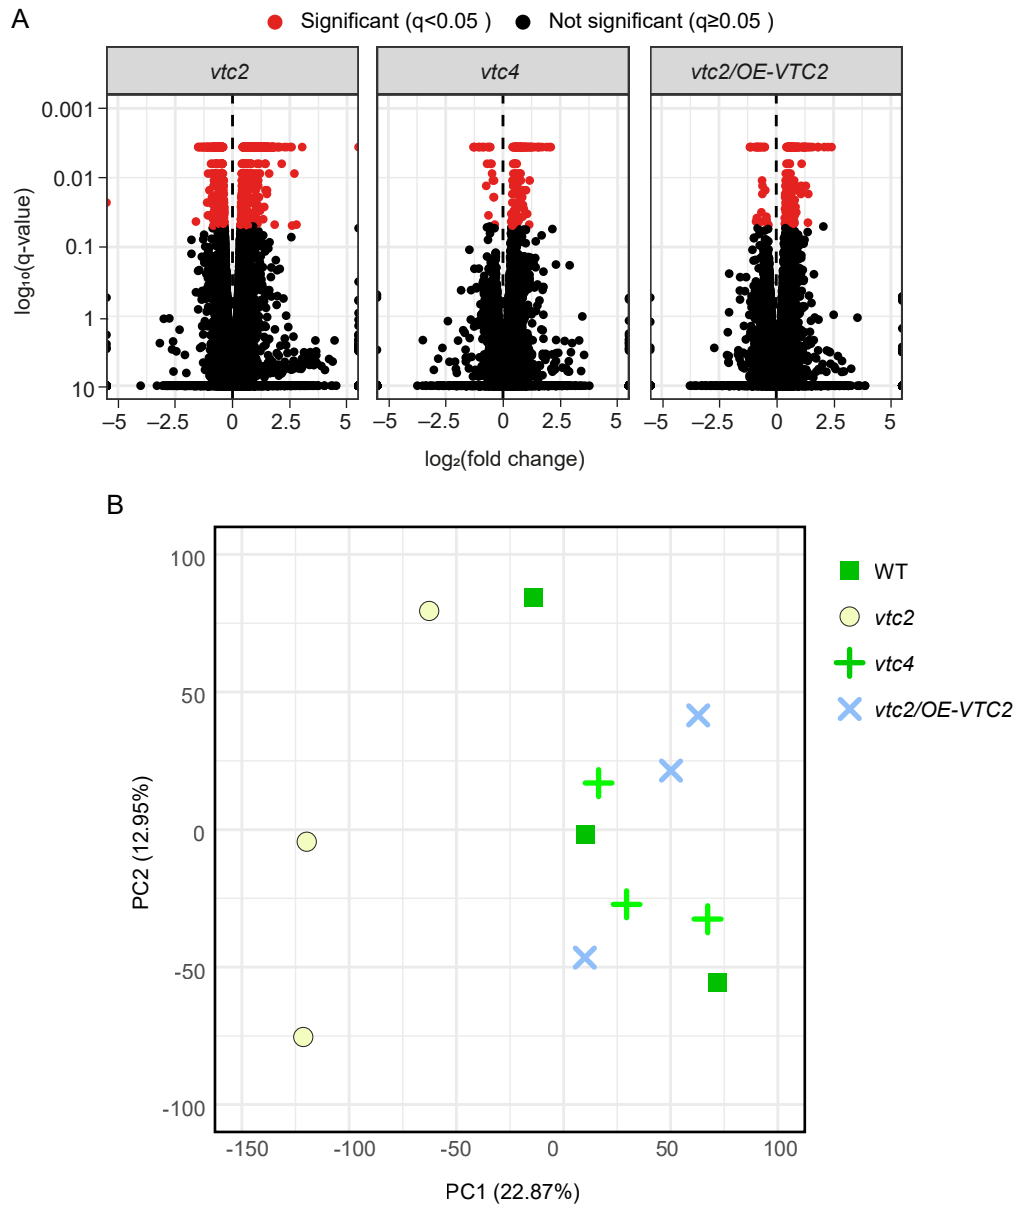 A
Significant (q<0.05 ) Not significant (q≥0.05 )
vtc2 vtc4 vtc2/OE-VTC2
0.001
0.01
0.1
1
10
log₁₀(q-value)
–5 –2.5 0 2.5 5 –5 –2.5 0 2.5 5 –5 –2.5 0 2.5 5
log₂(fold change)
B
100
50
0
-50
-100
PC2 (12.95%)
WT
vtc2
vtc4
vtc2/OE-VTC2
-150 -100 -50 0 50 100
PC1 (22.87%)